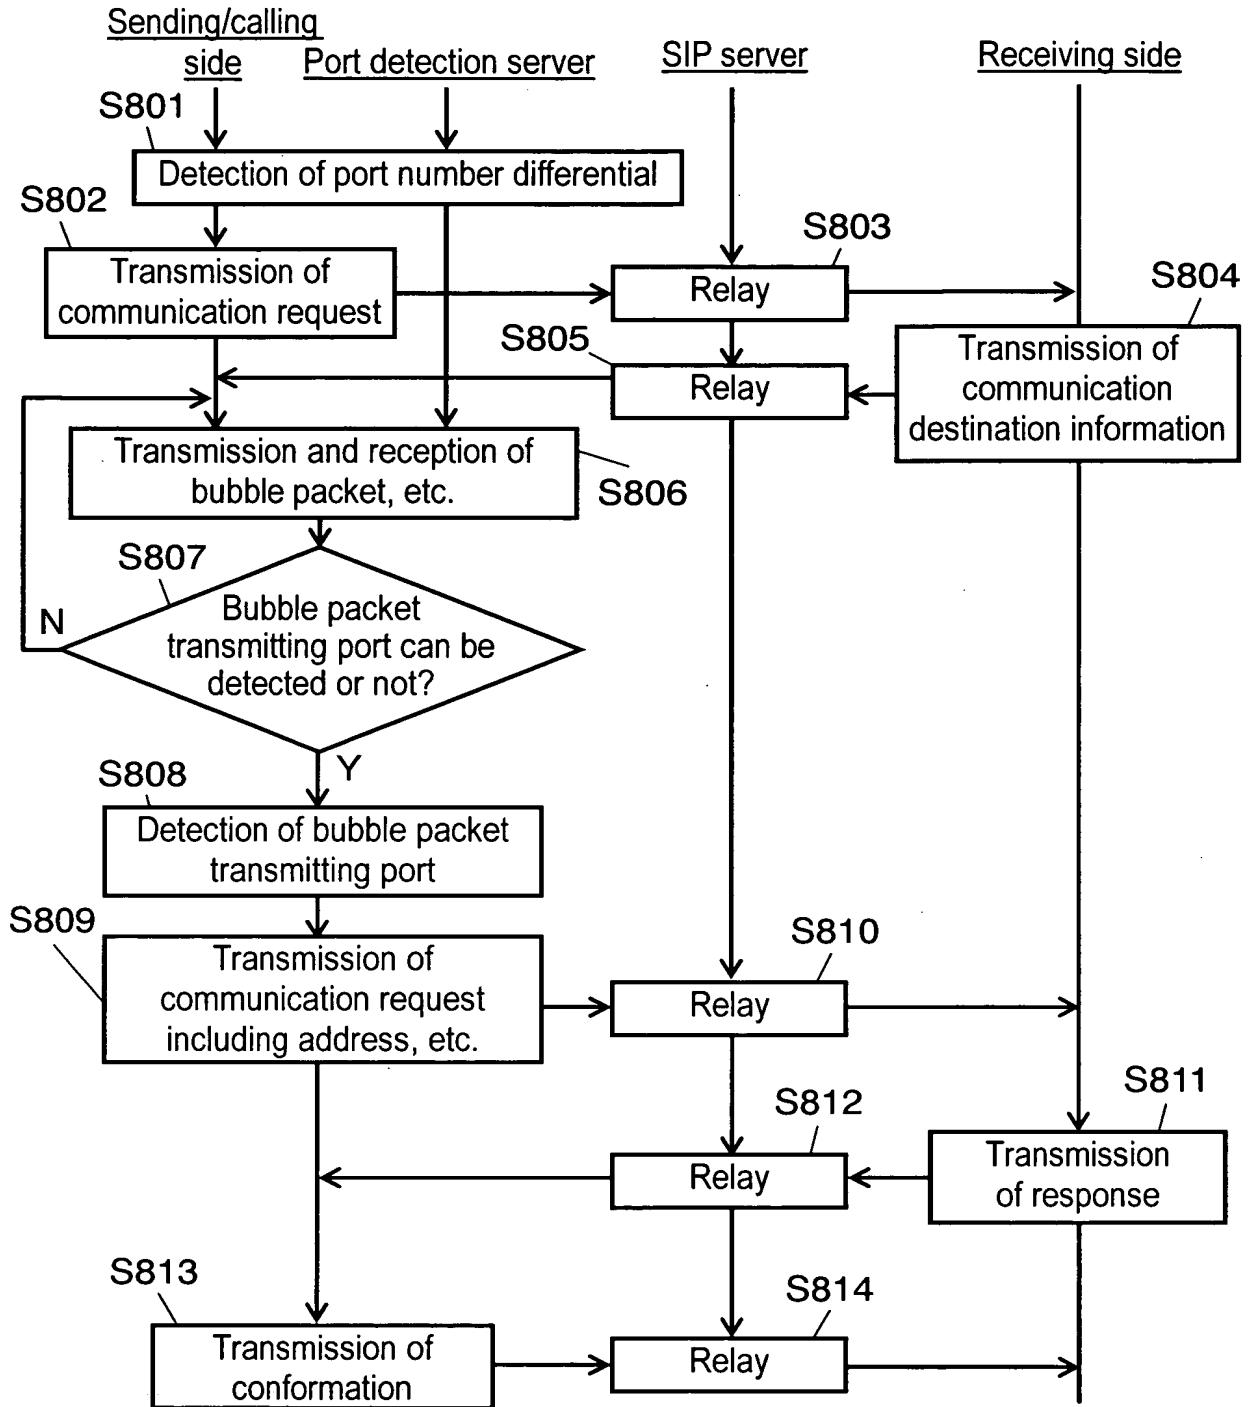 Sending/calling
side
Port detection server
SIP server
Receiving side
S801
Detection of port number differential
S802
Transmission of
communication request
S803
Relay
S804
Transmission of
communication
destination information
S805
Relay
Transmission and reception of
bubble packet, etc.
S806
S807
N
Bubble packet
transmitting port can be
detected or not?
Y
S808
Detection of bubble packet
transmitting port
S809
Transmission of
communication request
including address, etc.
S810
Relay
S811
Transmission
of response
S812
Relay
S813
Transmission of
conformation
S814
Relay